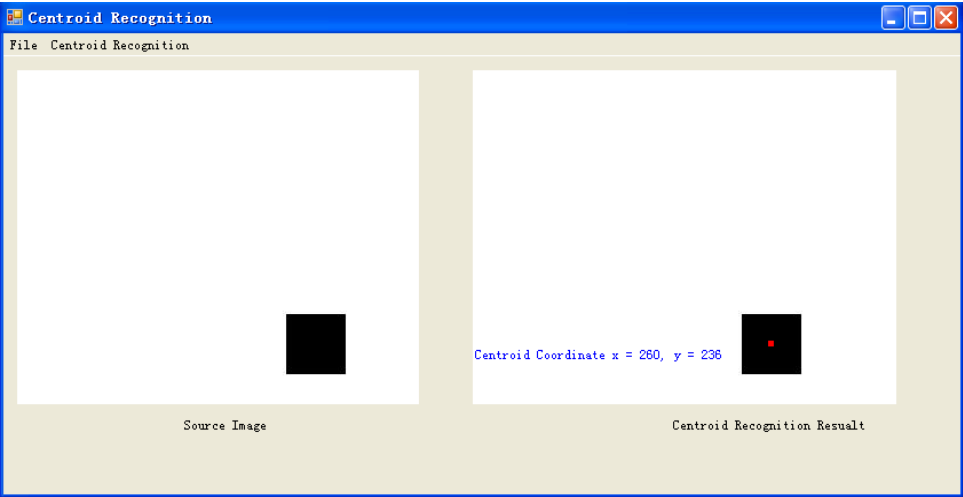 Centroid Recognition
File Centroid Recognition
Centroid Coordinate x = 260, y = 236
Source Image
Centroid Recognition Resualt